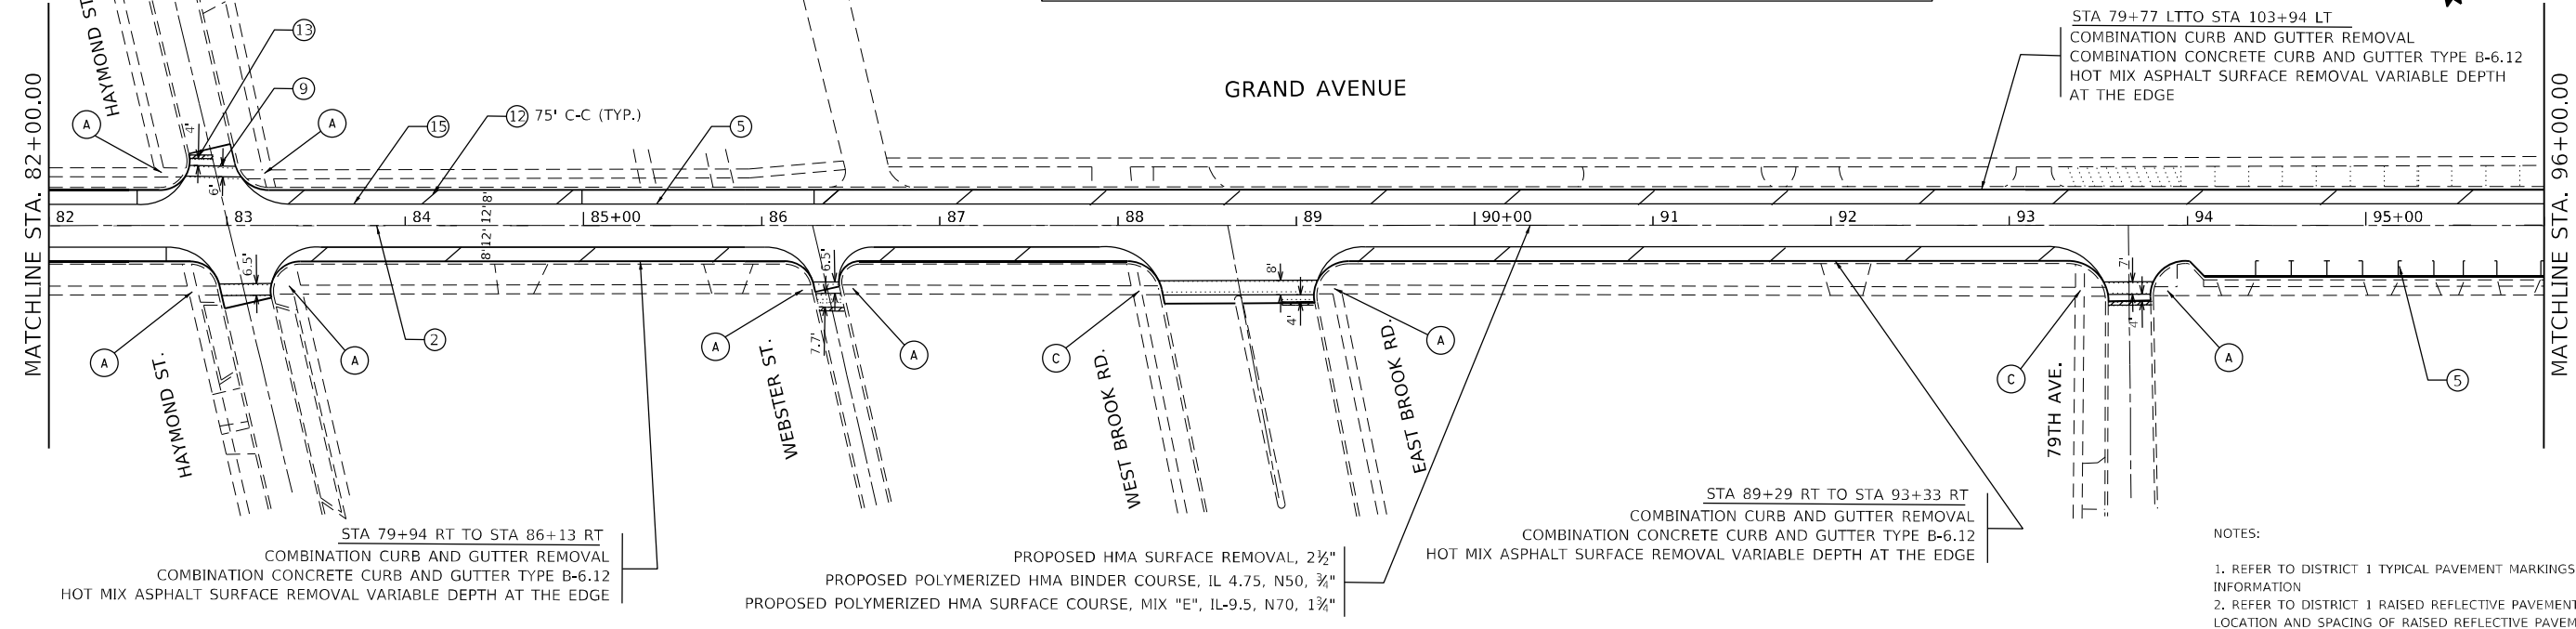 STA 79+77 LTTO STA 103+94 LT
COMBINATION CURB AND GUTTER REMOVAL
COMBINATION CONCRETE CURB AND GUTTER TYPE B-6.12
HOT MIX ASPHALT SURFACE REMOVAL VARIABLE DEPTH
AT THE EDGE
GRAND AVENUE
MATCHLINE STA. 82+00.00
MATCHLINE STA. 96+00.00
HAYMOND ST.
13
9
A
A
15
12 75' C-C (TYP.)
5
4'
6'
82
83
84
85+00
86
87
88
89
90+00
91
92
93
94
95+00
8' 12' 12' 8'
6.5'
6.5'
7.7'
8'
4'
7'
4'
A
A
2
A
A
C
A
C
A
5
HAYMOND ST.
WEBSTER ST.
WEST BROOK RD.
EAST BROOK RD.
79TH AVE.
STA 79+94 RT TO STA 86+13 RT
COMBINATION CURB AND GUTTER REMOVAL
COMBINATION CONCRETE CURB AND GUTTER TYPE B-6.12
HOT MIX ASPHALT SURFACE REMOVAL VARIABLE DEPTH AT THE EDGE
PROPOSED HMA SURFACE REMOVAL, 2½"
PROPOSED POLYMERIZED HMA BINDER COURSE, IL 4.75, N50, ¾"
PROPOSED POLYMERIZED HMA SURFACE COURSE, MIX "E", IL-9.5, N70, 1¾"
STA 89+29 RT TO STA 93+33 RT
COMBINATION CURB AND GUTTER REMOVAL
COMBINATION CONCRETE CURB AND GUTTER TYPE B-6.12
HOT MIX ASPHALT SURFACE REMOVAL VARIABLE DEPTH AT THE EDGE
NOTES:
1. REFER TO DISTRICT 1 TYPICAL PAVEMENT MARKINGS
INFORMATION
2. REFER TO DISTRICT 1 RAISED REFLECTIVE PAVEMENT
LOCATION AND SPACING OF RAISED REFLECTIVE PAVEM